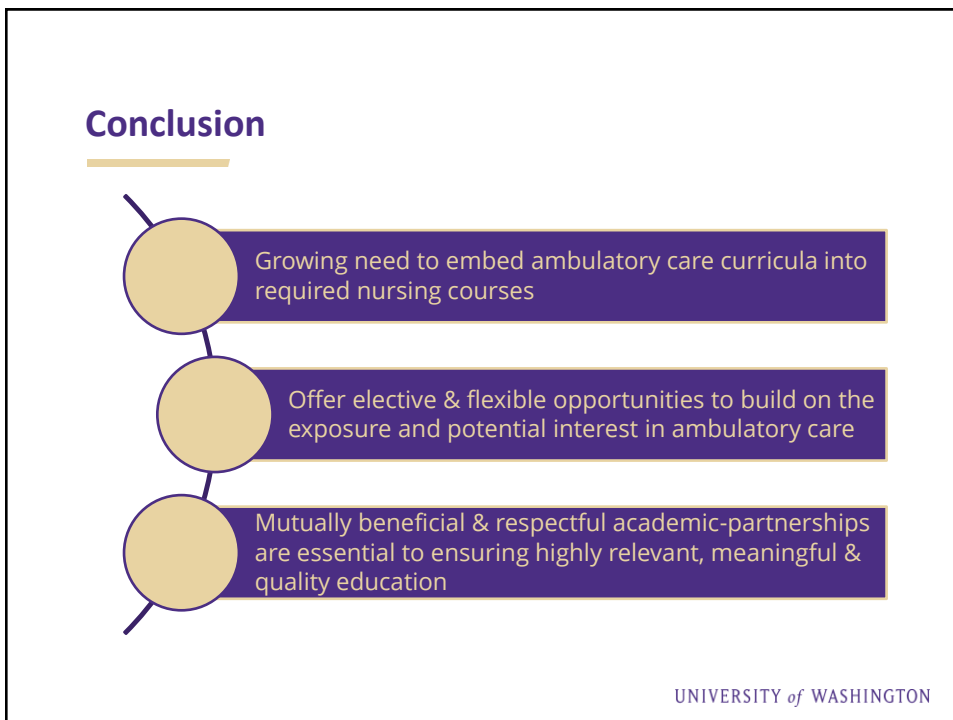 Conclusion
Growing need to embed ambulatory care curricula into
required nursing courses
Offer elective & flexible opportunities to build on the
exposure and potential interest in ambulatory care
Mutually beneficial & respectful academic-partnerships
are essential to ensuring highly relevant, meaningful &
quality education
UNIVERSITY of WASHINGTON